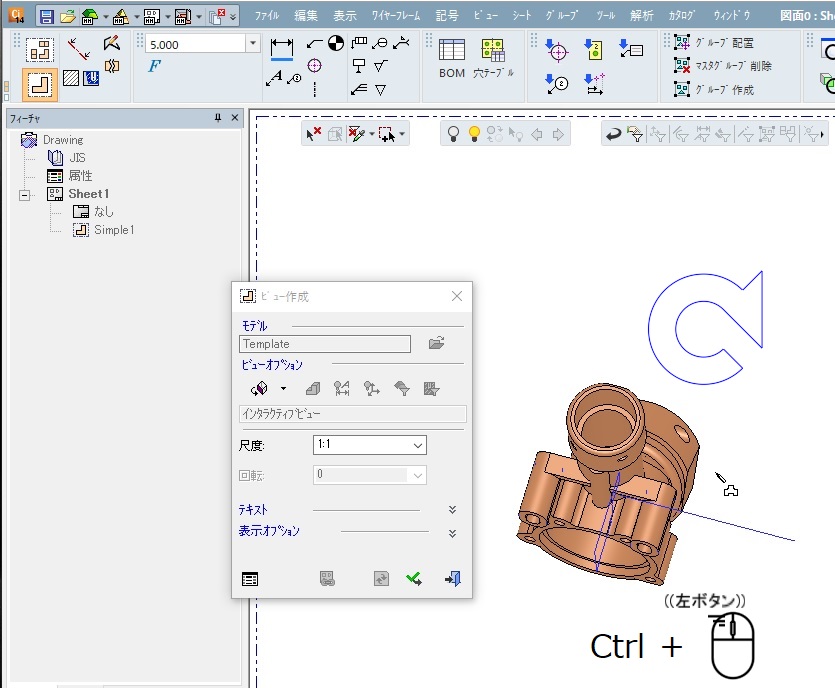 ファイル 編集 表示 ワイヤーフレーム 記号 ビュー シート グループ ツール 解析 カタログ ウィンドウ 図面0 : She
5.000
BOM 穴テーブル
グループ配置
マスタグループ削除
グループ作成
フィーチャ
Drawing
JIS
属性
Sheet1
なし
Simple1
ビュー作成
モデル
Template
ビューオプション
インタラクティブビュー
尺度: 1:1
回転: 0
テキスト
表示オプション
((左ボタン))
Ctrl +